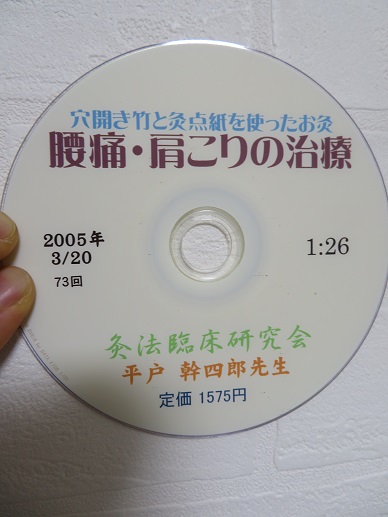 穴開き竹と灸点紙を使ったお灸
腰痛・肩こりの治療
2005年
3/20
73回
1:26
灸法臨床研究会
平戸 幹四郎先生
定価 1575円